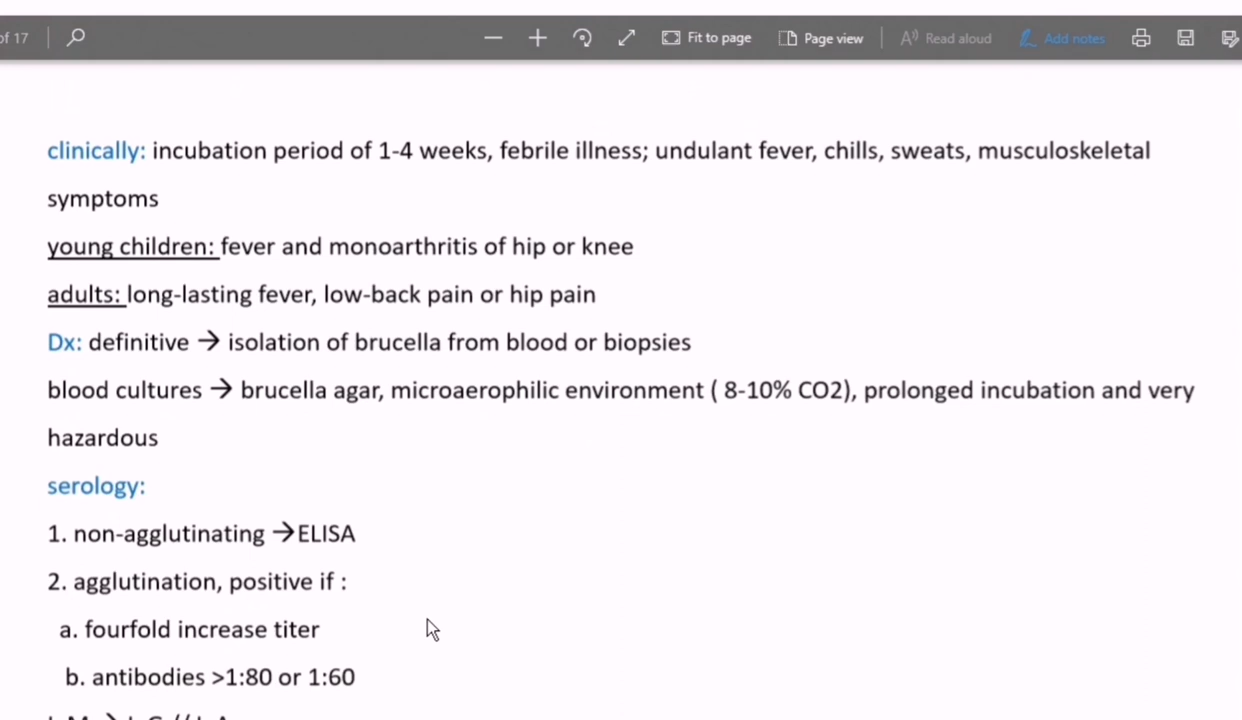 of 17 Fit to page Page view Read aloud Add notes
clinically: incubation period of 1-4 weeks, febrile illness; undulant fever, chills, sweats, musculoskeletal
symptoms
young children: fever and monoarthritis of hip or knee
adults: long-lasting fever, low-back pain or hip pain
Dx: definitive → isolation of brucella from blood or biopsies
blood cultures → brucella agar, microaerophilic environment ( 8-10% CO2), prolonged incubation and very
hazardous
serology:
1. non-agglutinating →ELISA
2. agglutination, positive if :
a. fourfold increase titer
b. antibodies >1:80 or 1:60